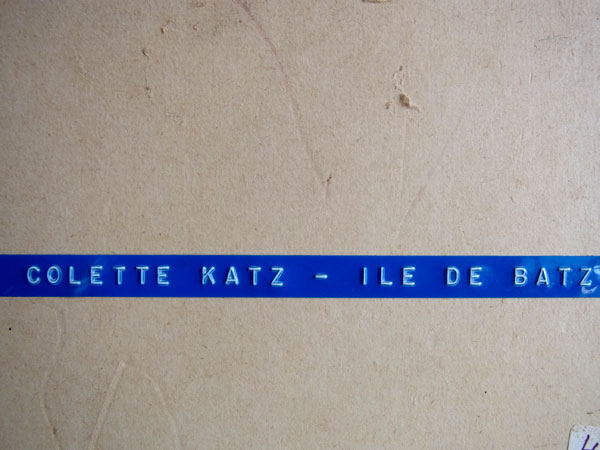 COLETTE KATZ - ILE DE BATZ